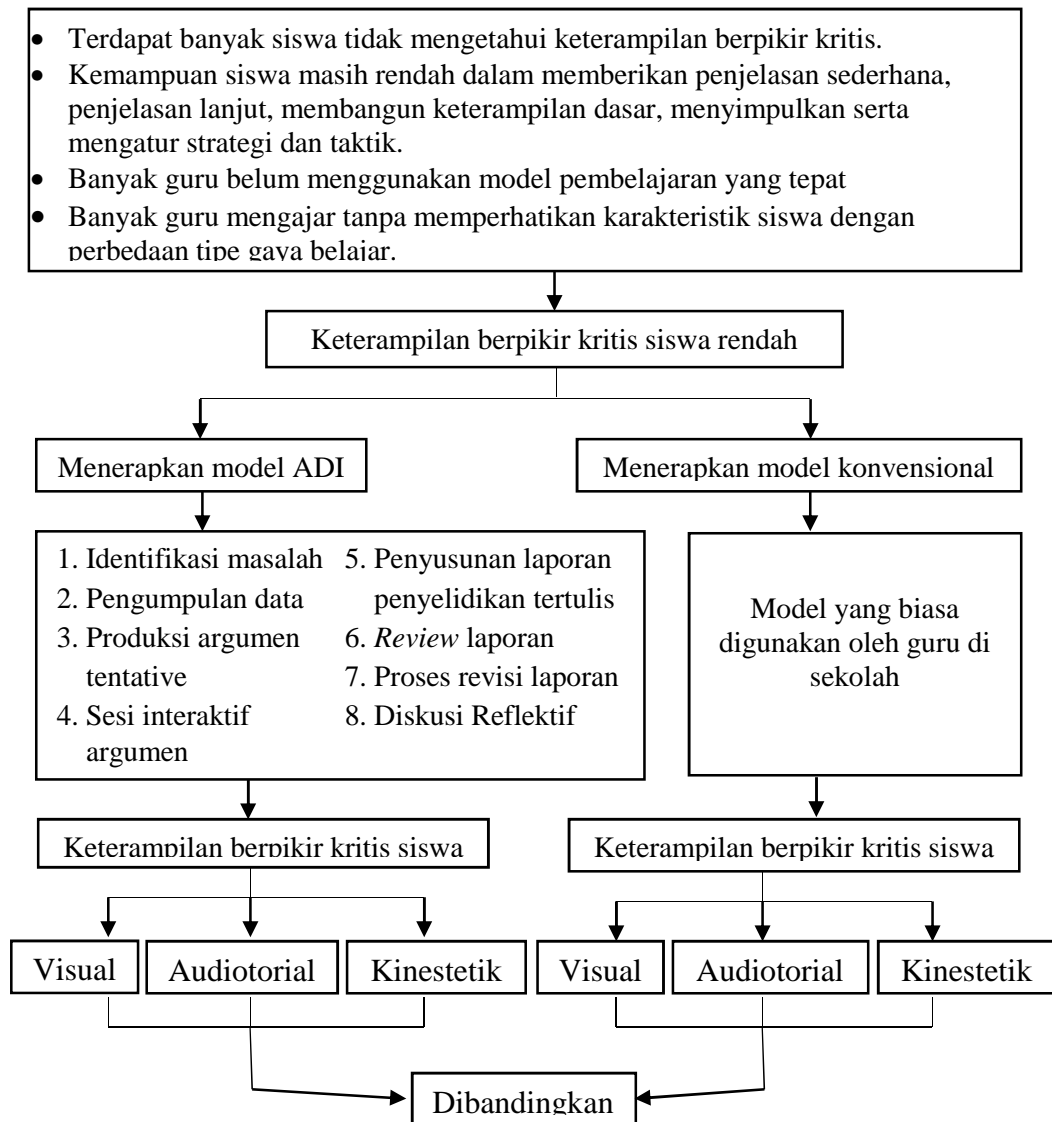 • Terdapat banyak siswa tidak mengetahui keterampilan berpikir kritis.
• Kemampuan siswa masih rendah dalam memberikan penjelasan sederhana,
penjelasan lanjut, membangun keterampilan dasar, menyimpulkan serta
mengatur strategi dan taktik.
• Banyak guru belum menggunakan model pembelajaran yang tepat
• Banyak guru mengajar tanpa memperhatikan karakteristik siswa dengan
perbedaan tipe gaya belajar.
Keterampilan berpikir kritis siswa rendah
Menerapkan model ADI
Menerapkan model konvensional
1. Identifikasi masalah
2. Pengumpulan data
3. Produksi argumen
tentative
4. Sesi interaktif
argumen
5. Penyusunan laporan
penyelidikan tertulis
6. Review laporan
7. Proses revisi laporan
8. Diskusi Reflektif
Model yang biasa
digunakan oleh guru di
sekolah
Keterampilan berpikir kritis siswa
Keterampilan berpikir kritis siswa
Visual
Audiotorial
Kinestetik
Visual
Audiotorial
Kinestetik
Dibandingkan